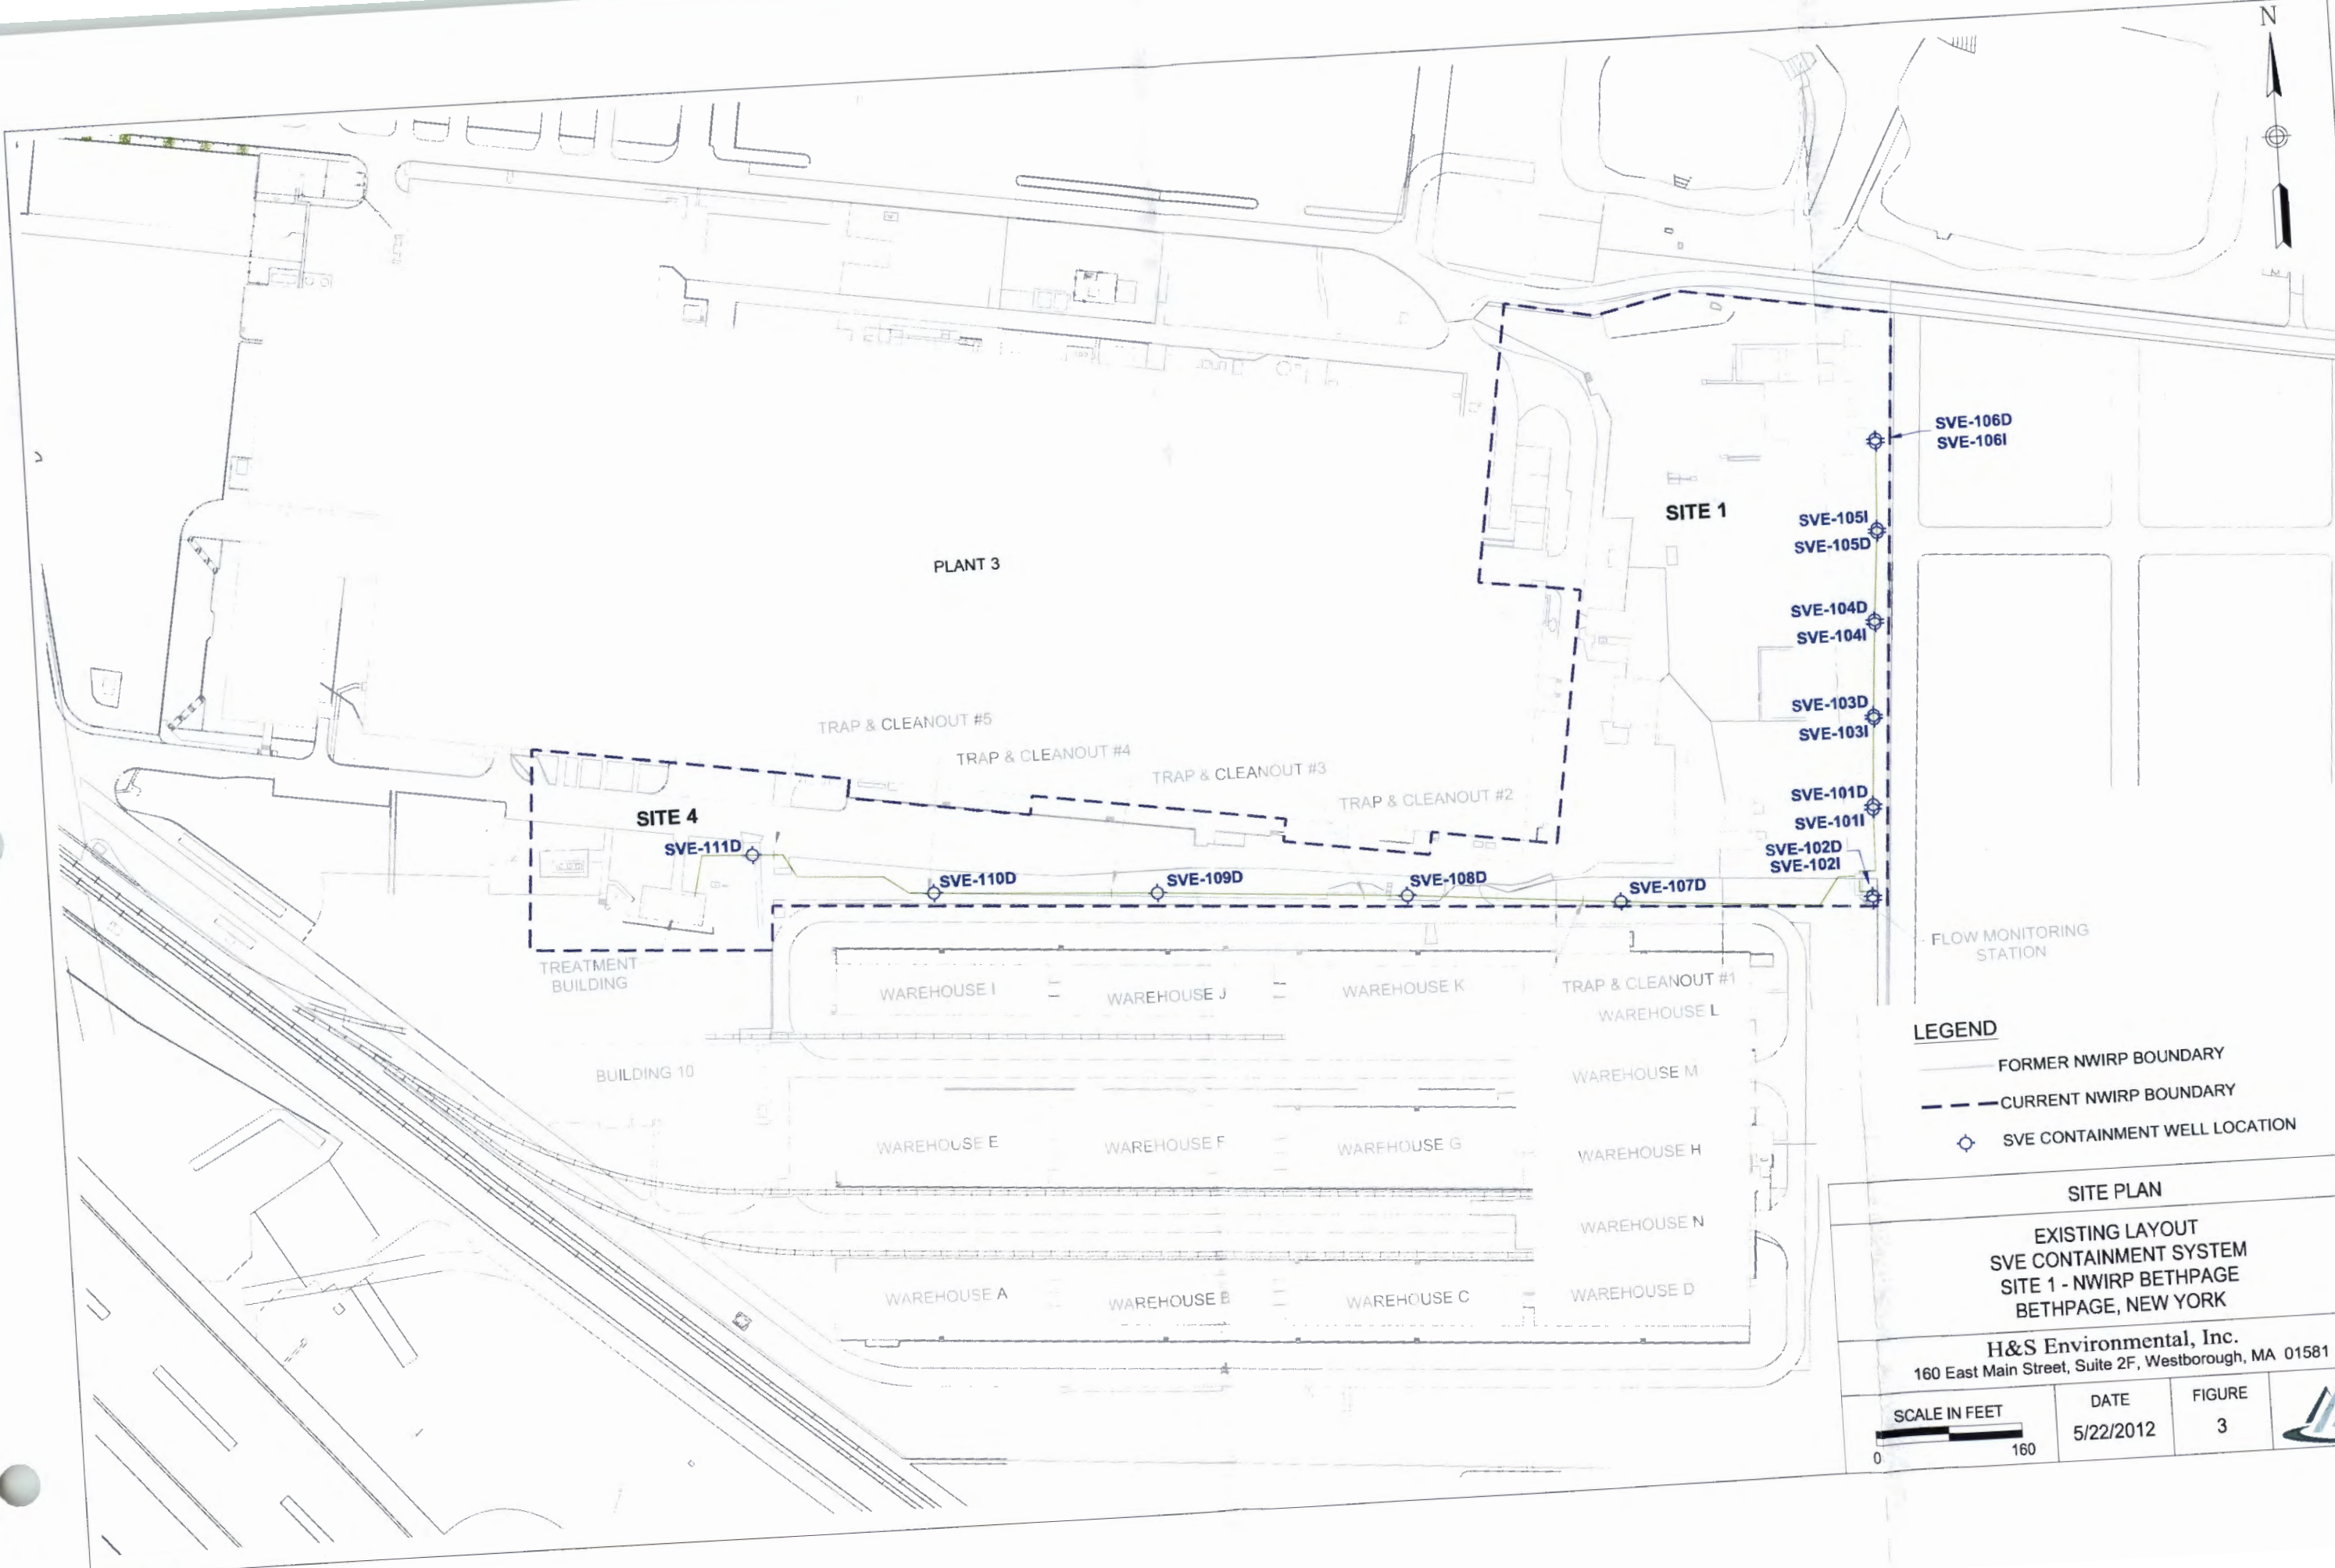 N
SVE-106D
SVE-106I
SITE 1
SVE-105I
SVE-105D
PLANT 3
SVE-104D
SVE-104I
SVE-103D
SVE-103I
TRAP & CLEANOUT #5
TRAP & CLEANOUT #4
TRAP & CLEANOUT #3
TRAP & CLEANOUT #2
SVE-101D
SVE-101I
SITE 4
SVE-111D
SVE-102D
SVE-102I
SVE-110D
SVE-109D
SVE-108D
SVE-107D
FLOW MONITORING
STATION
TREATMENT
BUILDING
WAREHOUSE I
WAREHOUSE J
WAREHOUSE K
TRAP & CLEANOUT #1
WAREHOUSE L
BUILDING 10
WAREHOUSE M
WAREHOUSE E
WAREHOUSE F
WAREHOUSE G
WAREHOUSE H
WAREHOUSE N
WAREHOUSE A
WAREHOUSE B
WAREHOUSE C
WAREHOUSE D
LEGEND
FORMER NWIRP BOUNDARY
CURRENT NWIRP BOUNDARY
SVE CONTAINMENT WELL LOCATION
SITE PLAN
EXISTING LAYOUT
SVE CONTAINMENT SYSTEM
SITE 1 - NWIRP BETHPAGE
BETHPAGE, NEW YORK
H&S Environmental, Inc.
160 East Main Street, Suite 2F, Westborough, MA 01581
SCALE IN FEET
0 160
DATE
5/22/2012
FIGURE
3